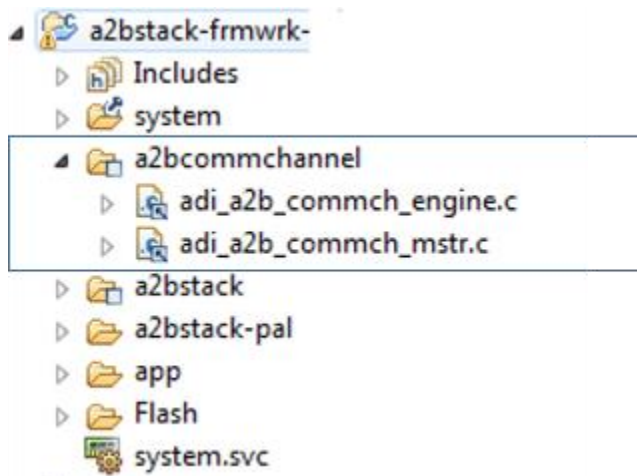 a2bstack-frmwrk-
Includes
system
a2bcommchannel
adi_a2b_commch_engine.c
adi_a2b_commch_mstr.c
a2bstack
a2bstack-pal
app
Flash
system.svc